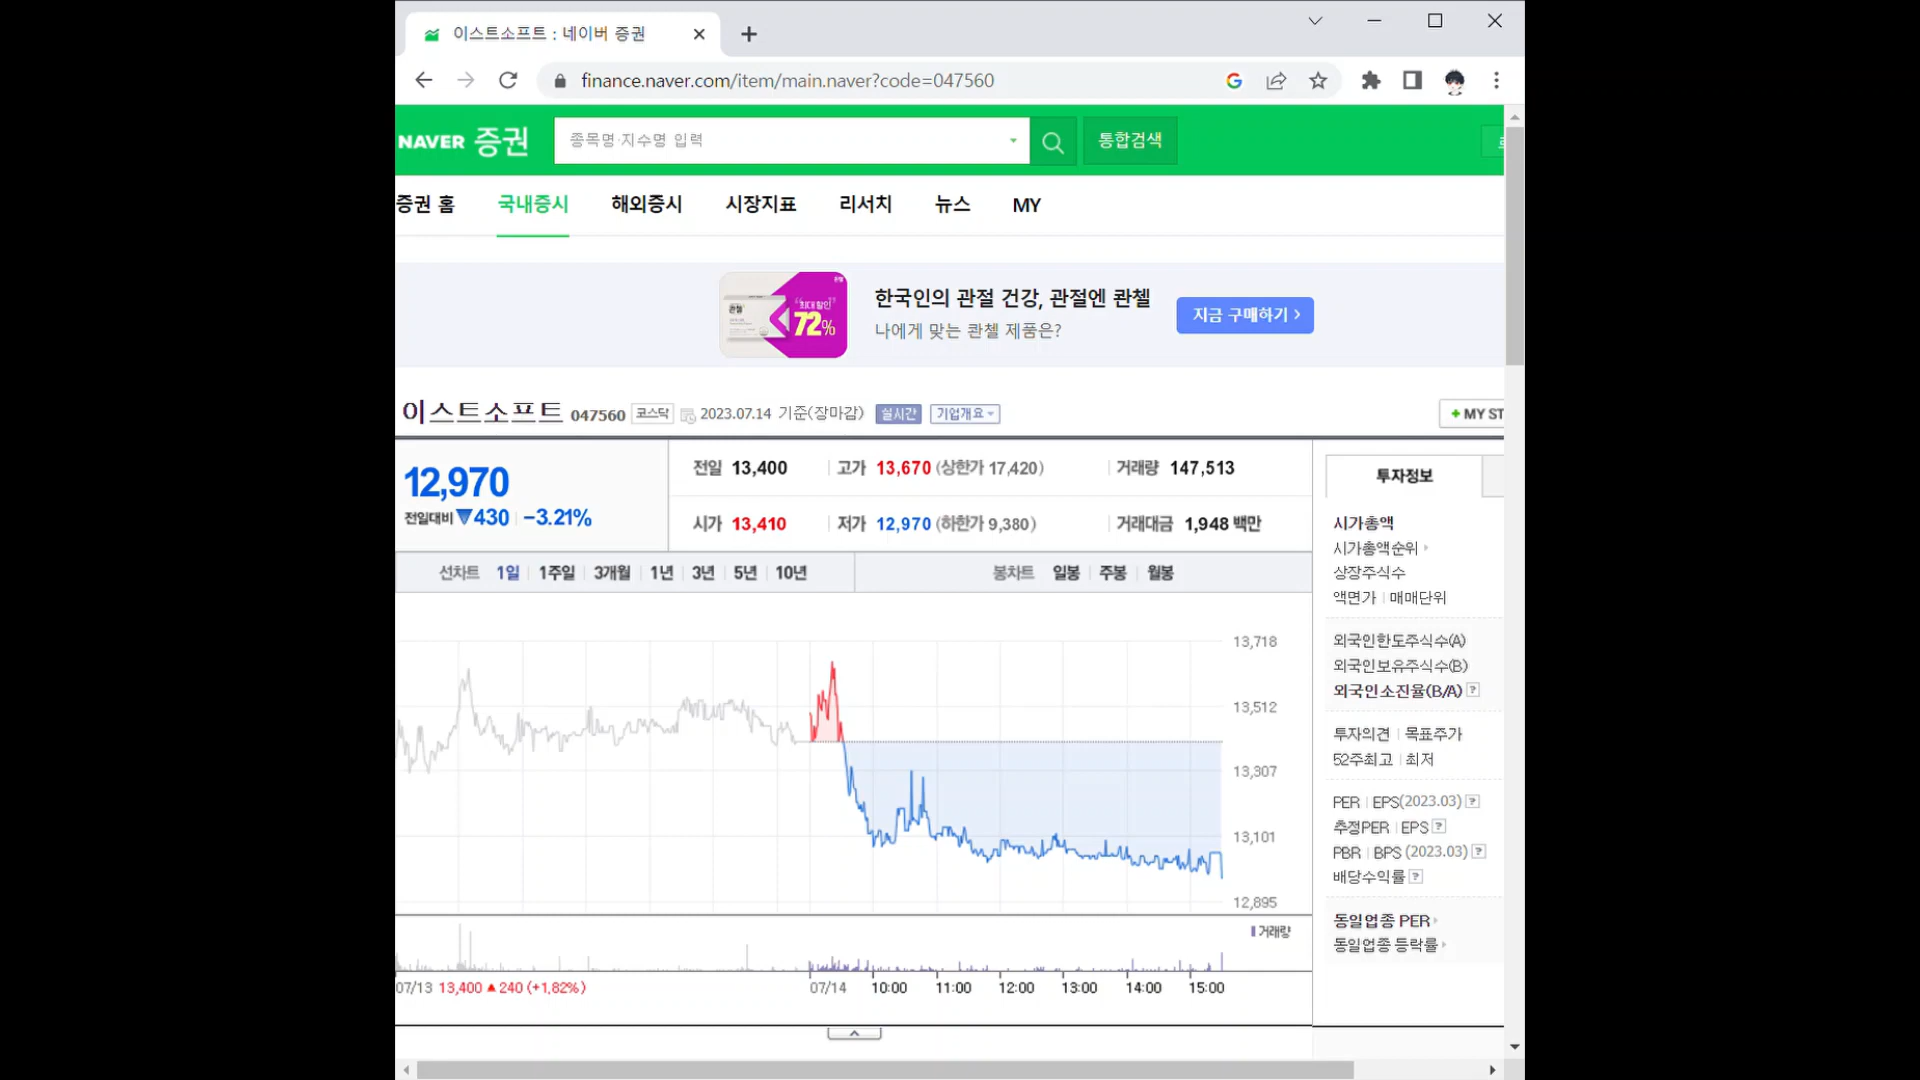 이스트소프트 : 네이버 증권
finance.naver.com/item/main.naver?code=047560
NAVER 증권
종목명·지수명 입력
통합검색
증권 홈 국내증시 해외증시 시장지표 리서치 뉴스 MY
관첼
"최대 할인"
72%
한국인의 관절 건강, 관절엔 콴첼
나에게 맞는 콴첼 제품은?
지금 구매하기 >
이스트소프트 047560 코스닥 2023.07.14 기준(장마감) 실시간 기업개요
+ MY ST
12,970
전일대비 ▼430 | -3.21%
전일 13,400 | 고가 13,670 (상한가 17,420) | 거래량 147,513
시가 13,410 | 저가 12,970 (하한가 9,380) | 거래대금 1,948 백만
선차트 1일 | 1주일 | 3개월 | 1년 | 3년 | 5년 | 10년
봉차트 일봉 | 주봉 | 월봉
13,718
13,512
13,307
13,101
12,895
거래량
07/13 13,400 ▲ 240 (+1,82%)
07/14 10:00 11:00 12:00 13:00 14:00 15:00
투자정보
시가총액
시가총액순위
상장주식수
액면가 | 매매단위
외국인한도주식수(A)
외국인보유주식수(B)
외국인소진율(B/A) ?
투자의견 | 목표주가
52주최고 | 최저
PER | EPS(2023.03) ?
추정PER | EPS ?
PBR | BPS (2023.03) ?
배당수익률 ?
동일업종 PER
동일업종 등락률